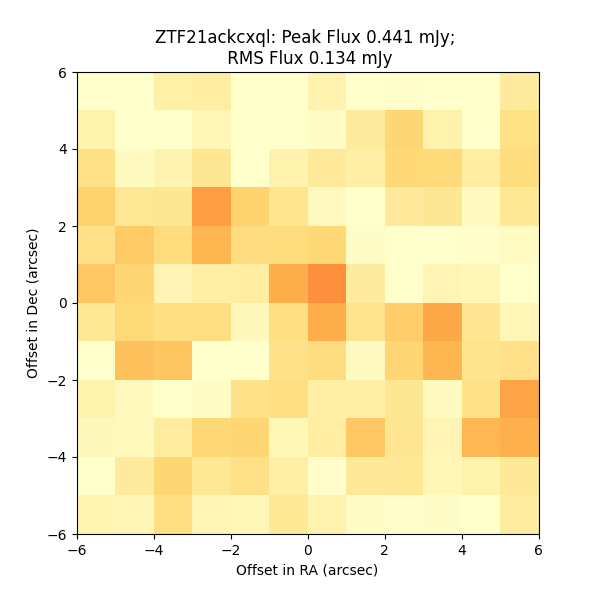 ZTF21ackcxql: Peak Flux 0.441 mJy;
RMS Flux 0.134 mJy
6
4
2
0
−2
−4
−6
Offset in Dec (arcsec)
−6 −4 −2 0 2 4 6
Offset in RA (arcsec)